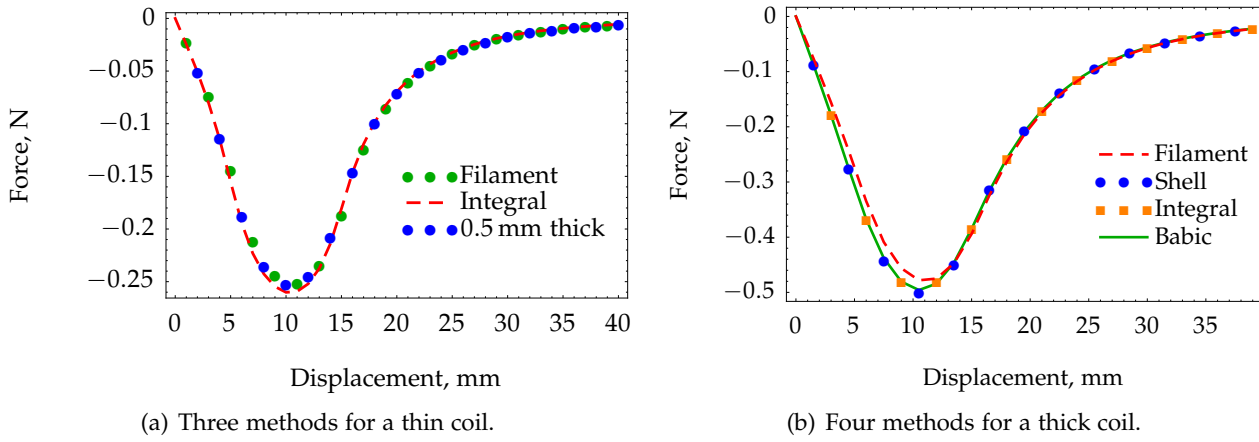 0
−0.05
−0.1
−0.15
−0.2
−0.25
Force, N
Filament
Integral
0.5 mm thick
0 5 10 15 20 25 30 35 40
Displacement, mm
(a) Three methods for a thin coil.
0
−0.1
−0.2
−0.3
−0.4
−0.5
Force, N
Filament
Shell
Integral
Babic
0 5 10 15 20 25 30 35
Displacement, mm
(b) Four methods for a thick coil.